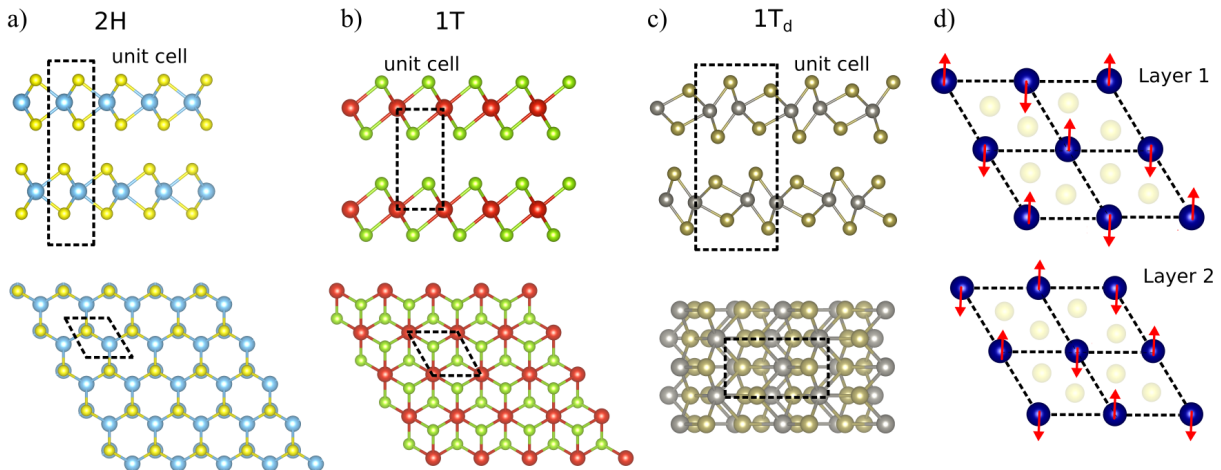 a) 2H
unit cell
b) 1T
unit cell
c) 1T_d
unit cell
d)
Layer 1
Layer 2